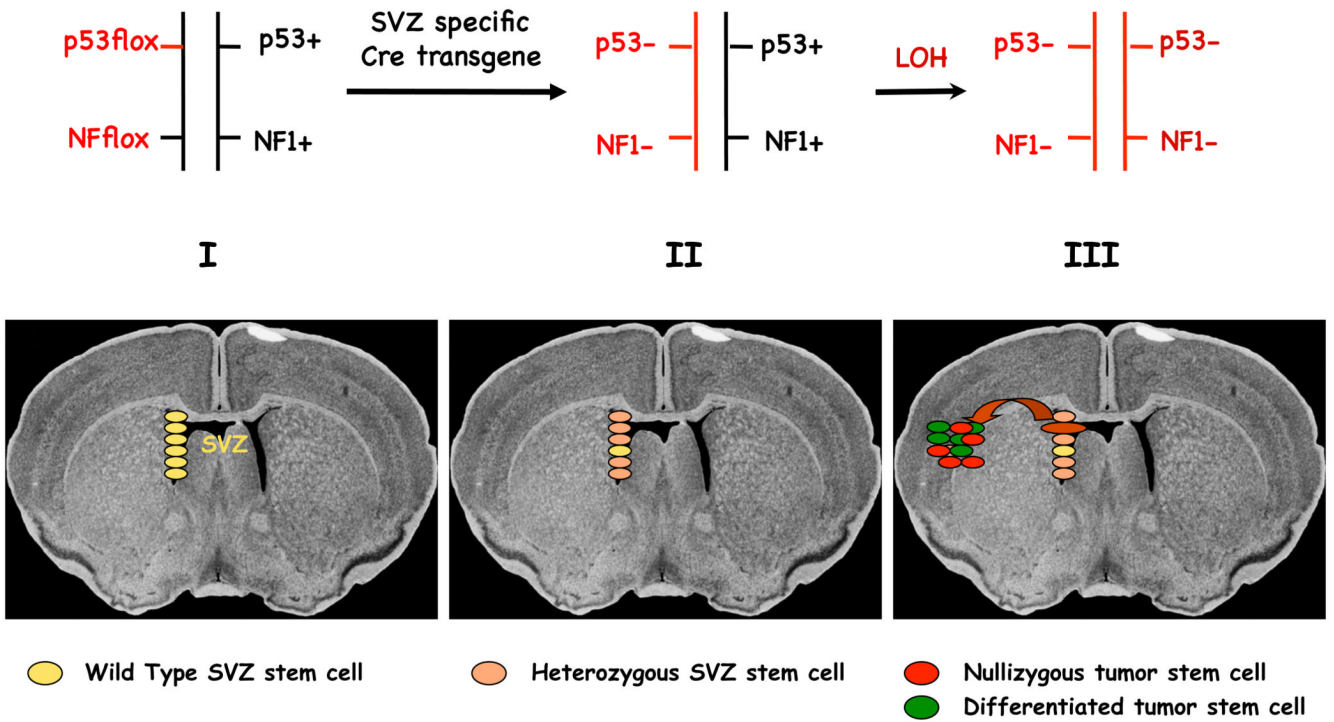 p53flox
p53+
SVZ specific
Cre transgene
p53-
p53+
LOH
p53-
p53-
NFflox
NF1+
NF1-
NF1+
NF1-
NF1-
I
II
III
SVZ
Wild Type SVZ stem cell
Heterozygous SVZ stem cell
Nullizygous tumor stem cell
Differentiated tumor stem cell